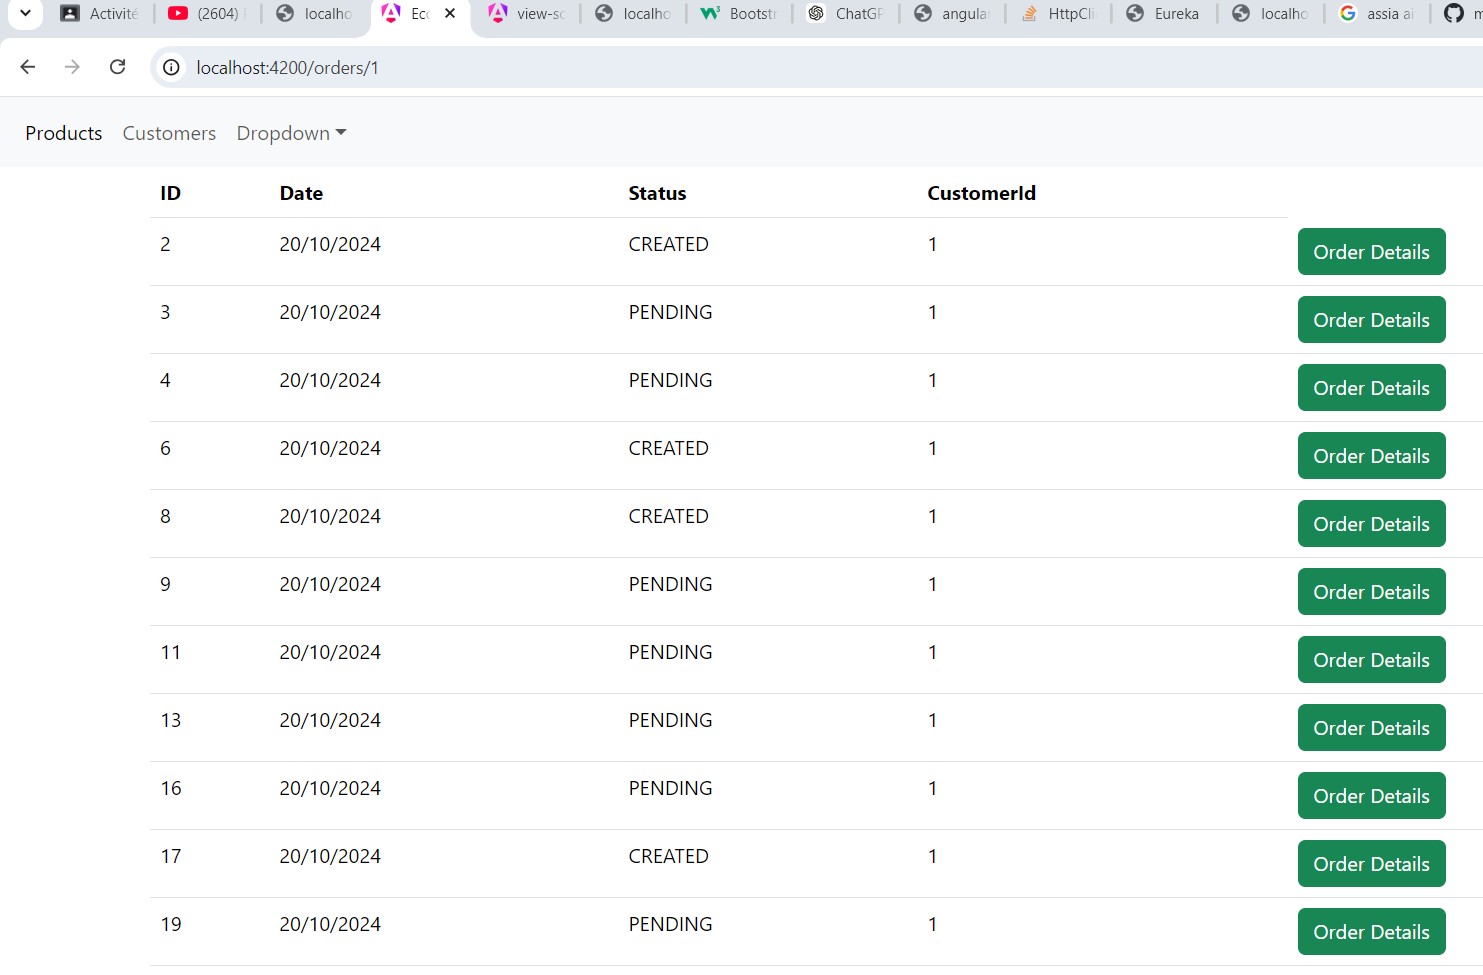 Activité (2604) localho Ecc view-sc localho Bootstr ChatGP angula HttpClie Eureka localho assia ai m
localhost:4200/orders/1
Products Customers Dropdown
ID Date Status CustomerId
2 20/10/2024 CREATED 1 Order Details
3 20/10/2024 PENDING 1 Order Details
4 20/10/2024 PENDING 1 Order Details
6 20/10/2024 CREATED 1 Order Details
8 20/10/2024 CREATED 1 Order Details
9 20/10/2024 PENDING 1 Order Details
11 20/10/2024 PENDING 1 Order Details
13 20/10/2024 PENDING 1 Order Details
16 20/10/2024 PENDING 1 Order Details
17 20/10/2024 CREATED 1 Order Details
19 20/10/2024 PENDING 1 Order Details